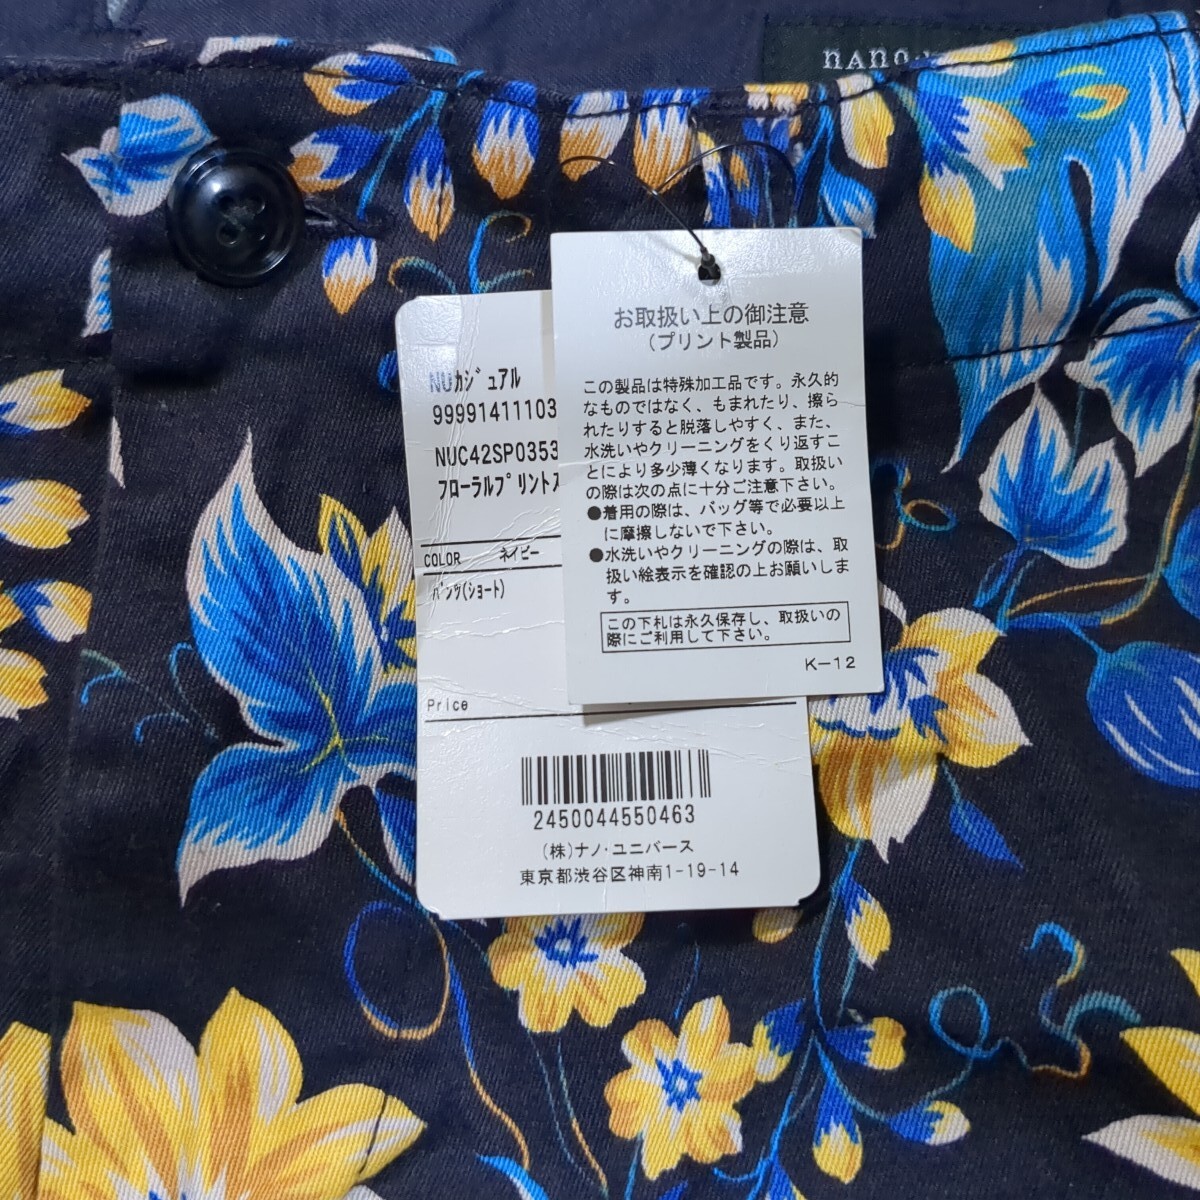 nano・
お取扱い上の御注意
(プリント製品)
この製品は特殊加工品です。永久的
なものではなく、もまれたり、擦ら
れたりすると脱落しやすく、また、
水洗いやクリーニングをくり返すこ
とにより多少薄くなります。取扱い
の際は次の点に十分ご注意下さい。
●着用の際は、バッグ等で必要以上
に摩擦しないで下さい。
●水洗いやクリーニングの際は、取
扱い絵表示を確認の上お願いしま
す。
この下札は永久保存し、取扱いの
際にご利用して下さい。
K-12
NUカジュアル
99991411103
NUC42SP0353
フローラルプリントス
COLOR ネイビー
パンツ(ショート)
Price
2450044550463
(株)ナノ・ユニバース
東京都渋谷区神南1-19-14